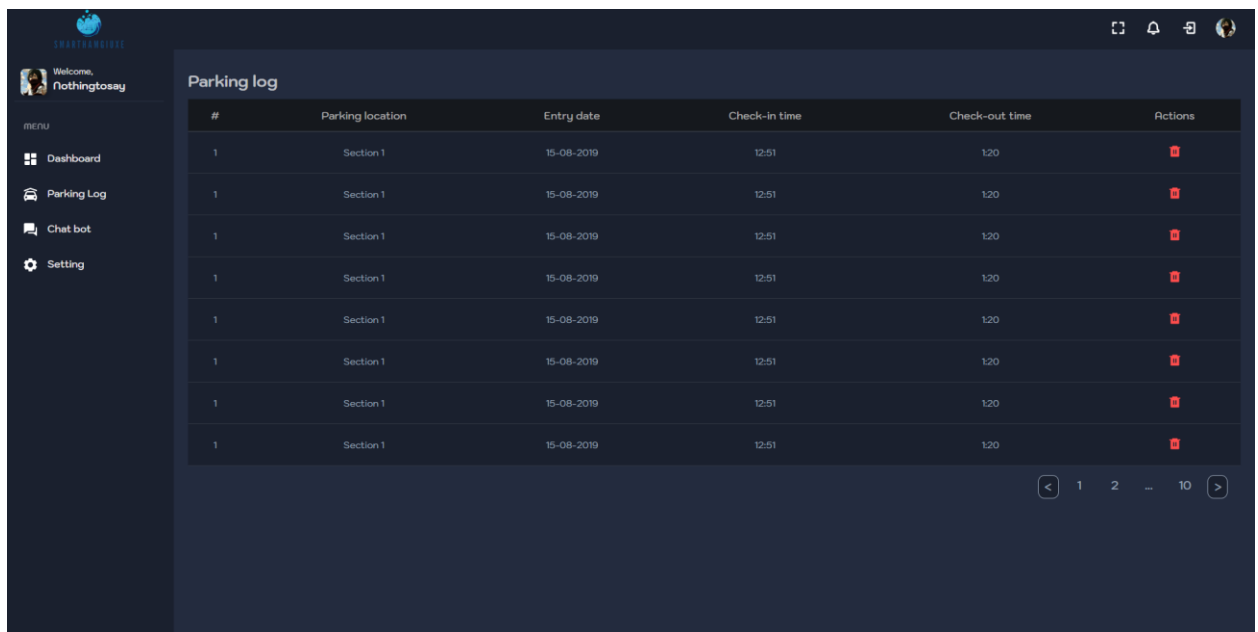 Welcome,
Nothingtosay
MENU
Dashboard
Parking Log
Chat bot
Setting
Parking log
# Parking location Entry date Check-in time Check-out time Actions
1 Section 1 15-08-2019 12:51 1:20
1 Section 1 15-08-2019 12:51 1:20
1 Section 1 15-08-2019 12:51 1:20
1 Section 1 15-08-2019 12:51 1:20
1 Section 1 15-08-2019 12:51 1:20
1 Section 1 15-08-2019 12:51 1:20
1 Section 1 15-08-2019 12:51 1:20
1 Section 1 15-08-2019 12:51 1:20
< 1 2 ... 10 >